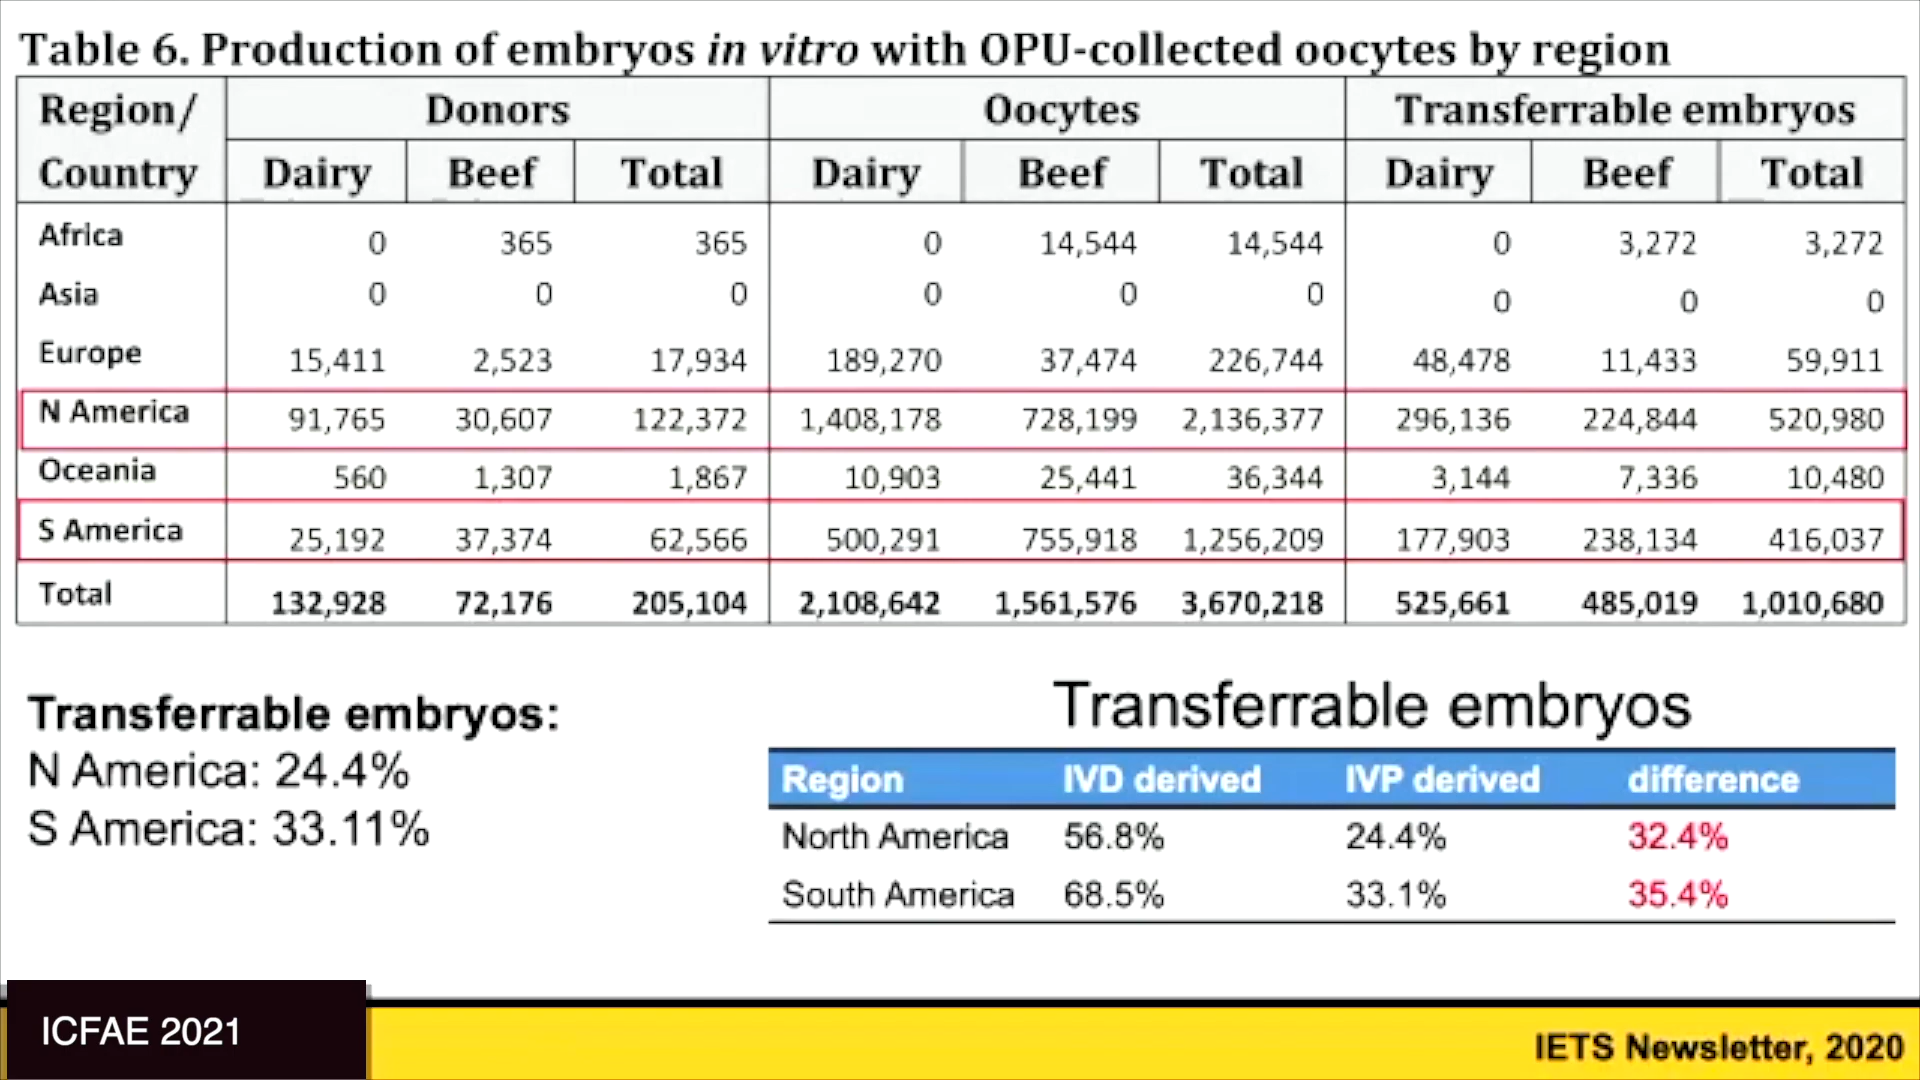 Table 6. Production of embryos in vitro with OPU-collected oocytes by region
Region/ Country Donors Oocytes Transferrable embryos
Dairy Beef Total Dairy Beef Total Dairy Beef Total
Africa 0 365 365 0 14,544 14,544 0 3,272 3,272
Asia 0 0 0 0 0 0 0 0 0
Europe 15,411 2,523 17,934 189,270 37,474 226,744 48,478 11,433 59,911
N America 91,765 30,607 122,372 1,408,178 728,199 2,136,377 296,136 224,844 520,980
Oceania 560 1,307 1,867 10,903 25,441 36,344 3,144 7,336 10,480
S America 25,192 37,374 62,566 500,291 755,918 1,256,209 177,903 238,134 416,037
Total 132,928 72,176 205,104 2,108,642 1,561,576 3,670,218 525,661 485,019 1,010,680
Transferrable embryos:
N America: 24.4%
S America: 33.11%
Transferrable embryos
Region IVD derived IVP derived difference
North America 56.8% 24.4% 32.4%
South America 68.5% 33.1% 35.4%
ICFAE 2021
IETS Newsletter, 2020